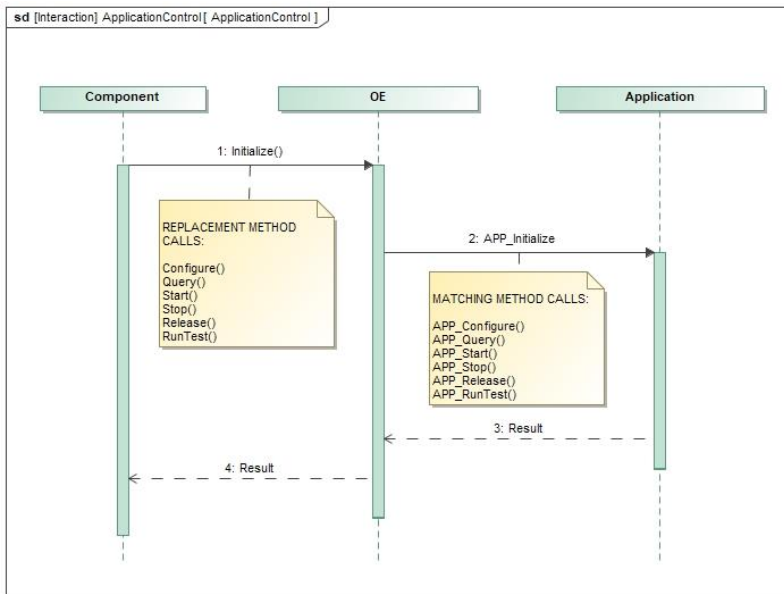 sd [Interaction] ApplicationControl[ ApplicationControl ]
Component
OE
Application
1: Initialize()
REPLACEMENT METHOD
CALLS:
Configure()
Query()
Start()
Stop()
Release()
RunTest()
2: APP_Initialize
MATCHING METHOD CALLS:
APP_Configure()
APP_Query()
APP_Start()
APP_Stop()
APP_Release()
APP_RunTest()
3: Result
4: Result